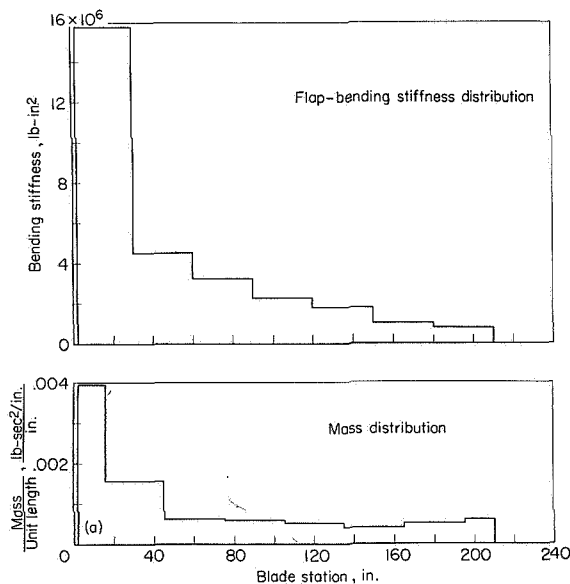 16×10⁶
12
8
4
0
Bending stiffness, lb-in²
Flap-bending stiffness distribution
.004
.002
0
Mass
Unit length
, lb-sec²/in.
in.
Mass distribution
(a)
40
80
120
160
200
240
Blade station, in.